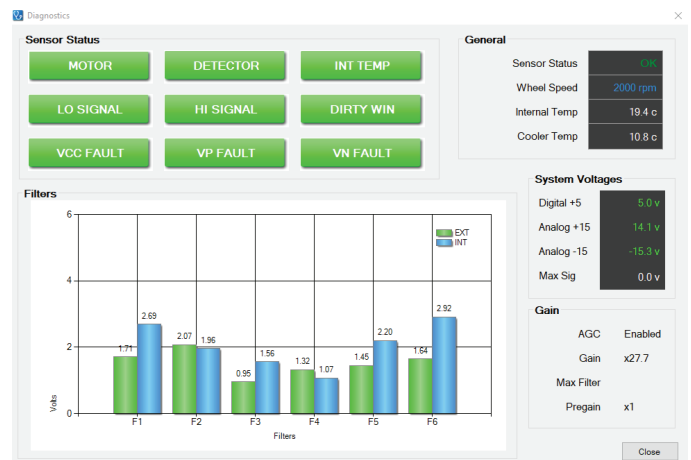 Diagnostics
Sensor Status
MOTOR DETECTOR INT TEMP
LO SIGNAL HI SIGNAL DIRTY WIN
VCC FAULT VP FAULT VN FAULT
General
Sensor Status OK
Wheel Speed 2000 rpm
Internal Temp 19.4 c
Cooler Temp 10.8 c
System Voltages
Digital +5 5.0 v
Analog +15 14.1 v
Analog -15 -15.3 v
Max Sig 0.0 v
Filters
6
4
2
0
Volts
EXT
INT
1.71 2.69 2.07 1.96 0.95 1.56 1.32 1.07 1.45 2.20 1.64 2.92
F1 F2 F3 F4 F5 F6
Filters
Gain
AGC Enabled
Gain x27.7
Max Filter
Pregain x1
Close